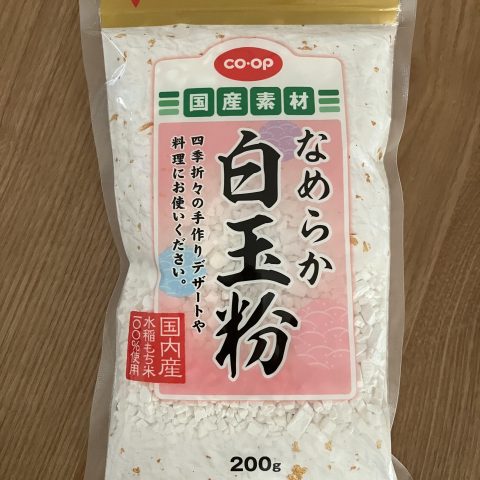 co·op
国産素材
なめらか
白玉粉
四季折々の手作りデザートや
料理にお使いください。
国内産
水稲もち米
100%使用
200g